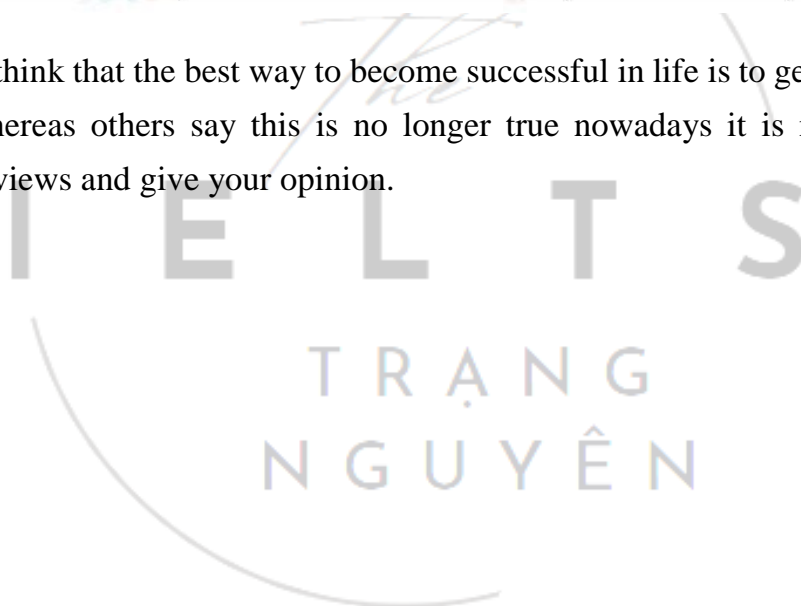 The
think that the best way to become successful in life is to ge
hereas others say this is no longer true nowadays it is
views and give your opinion.
I E L T S
TRẠNG
NGUYÊN